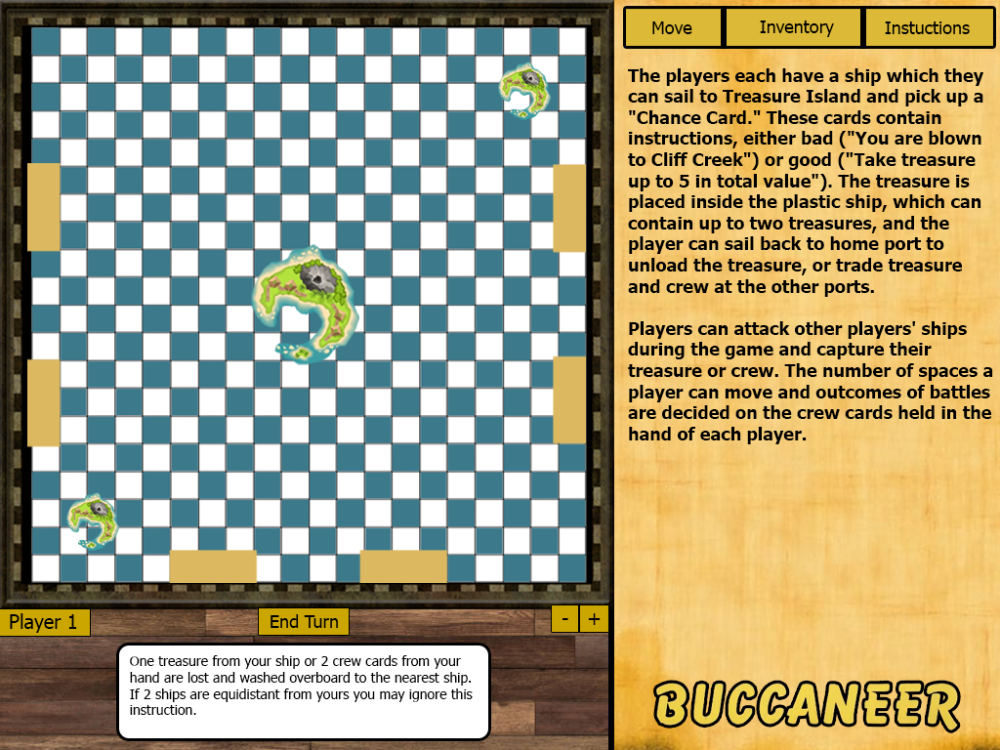 Move
Inventory
Instuctions
The players each have a ship which they
can sail to Treasure Island and pick up a
"Chance Card." These cards contain
instructions, either bad ("You are blown
to Cliff Creek") or good ("Take treasure
up to 5 in total value"). The treasure is
placed inside the plastic ship, which can
contain up to two treasures, and the
player can sail back to home port to
unload the treasure, or trade treasure
and crew at the other ports.
Players can attack other players' ships
during the game and capture their
treasure or crew. The number of spaces a
player can move and outcomes of battles
are decided on the crew cards held in the
hand of each player.
Player 1
End Turn
-
+
One treasure from your ship or 2 crew cards from your
hand are lost and washed overboard to the nearest ship.
If 2 ships are equidistant from yours you may ignore this
instruction.
BUCCANEER